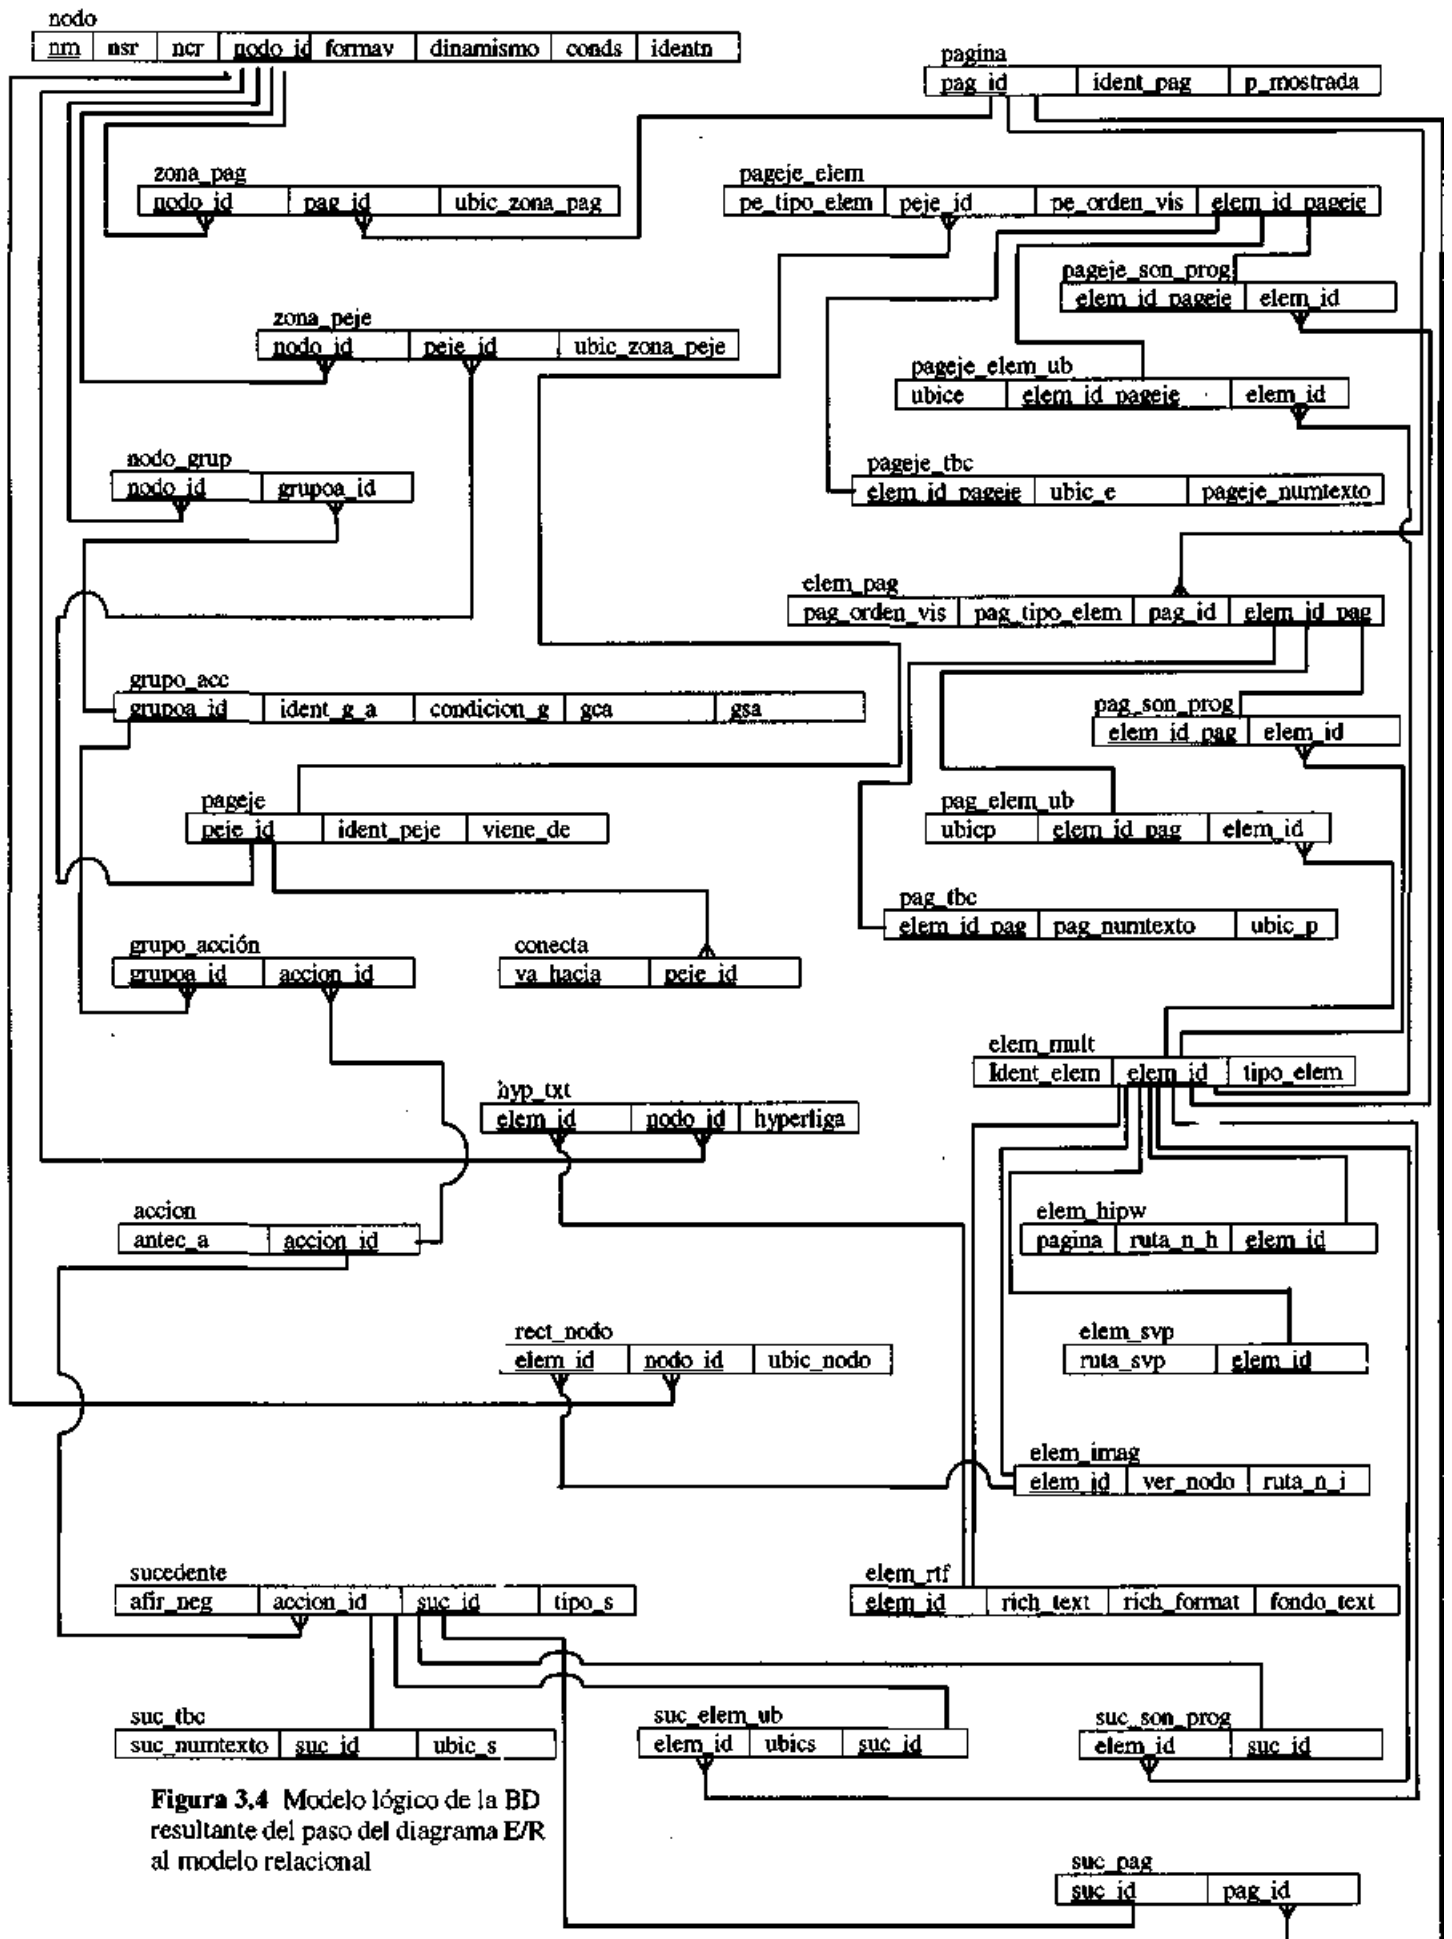 nodo
nm nsr ncr nodo_id formav dinamismo conds identn
pagina
pag_id ident_pag p_mostrada
zona_pag
nodo_id pag_id ubic_zona_pag
pageje_elem
pe_tipo_elem peje_id pe_orden_vis elem_id_pageje
pageje_son_prog
elem_id_pageje elem_id
zona_peje
nodo_id peje_id ubic_zona_peje
pageje_elem_ub
ubice elem_id_pageje elem_id
nodo_grup
nodo_id grupoa_id
pageje_tbc
elem_id_pageje ubic_e pageje_numtexto
elem_pag
pag_orden_vis pag_tipo_elem pag_id elem_id_pag
grupo_acc
grupoa_id ident_g_a condicion_g gca gsa
pag_son_prog
elem_id_pag elem_id
pageje
peje_id ident_peje viene_de
pag_elem_ub
ubicp elem_id_pag elem_id
pag_tbc
elem_id_pag pag_numtexto ubic_p
grupo_acción
grupoa_id accion_id
conecta
va_hacia peje_id
elem_mult
Ident_elem elem_id tipo_elem
hyp_txt
elem_id nodo_id hyperliga
accion
antec_a accion_id
elem_hipw
pagina ruta_n_h elem_id
rect_nodo
elem_id nodo_id ubic_nodo
elem_svp
ruta_svp elem_id
elem_imag
elem_id ver_nodo ruta_n_i
sucedente
afir_neg accion_id suc_id tipo_s
elem_rtf
elem_id rich_text rich_format fondo_text
suc_tbc
suc_numtexto suc_id ubic_s
suc_elem_ub
elem_id ubics suc_id
suc_son_prog
elem_id suc_id
Figura 3.4 Modelo lógico de la BD
resultante del paso del diagrama E/R
al modelo relacional
suc_pag
suc_id pag_id